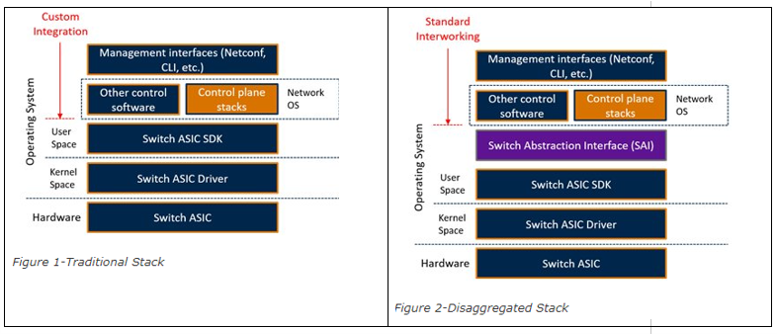 Custom
Integration
Management interfaces (Netconf,
CLI, etc.)
Other control
software
Control plane
stacks
Network
OS
Operating System
User
Space
Switch ASIC SDK
Kernel
Space
Switch ASIC Driver
Hardware
Switch ASIC
Figure 1-Traditional Stack
Standard
Interworking
Management interfaces (Netconf,
CLI, etc.)
Other control
software
Control plane
stacks
Network
OS
Operating System
Switch Abstraction Interface (SAI)
User
Space
Switch ASIC SDK
Kernel
Space
Switch ASIC Driver
Hardware
Switch ASIC
Figure 2-Disaggregated Stack